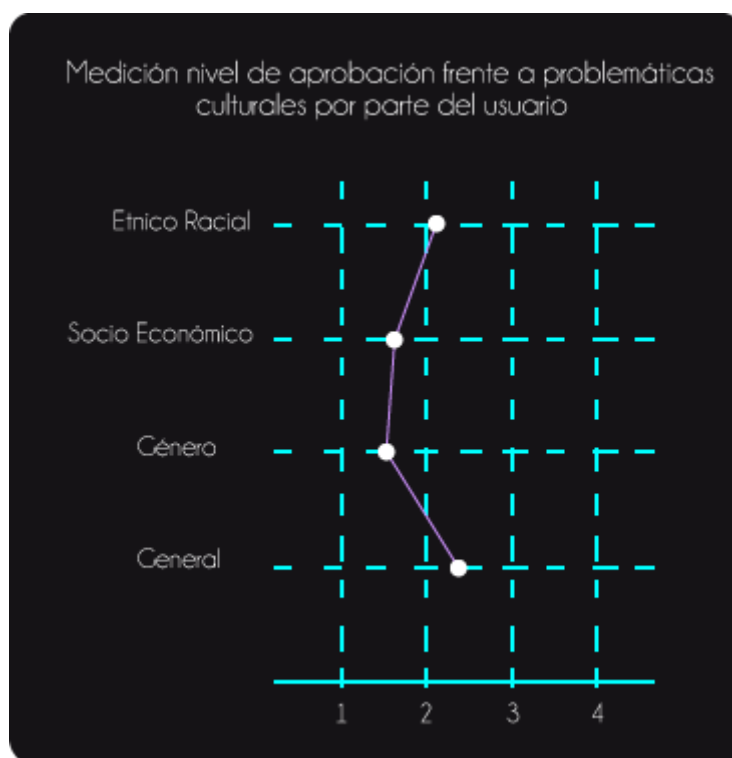 Medición nivel de aprobación frente a problemáticas
culturales por parte del usuario
Etnico Racial
Socio Económico
Género
General
1 2 3 4